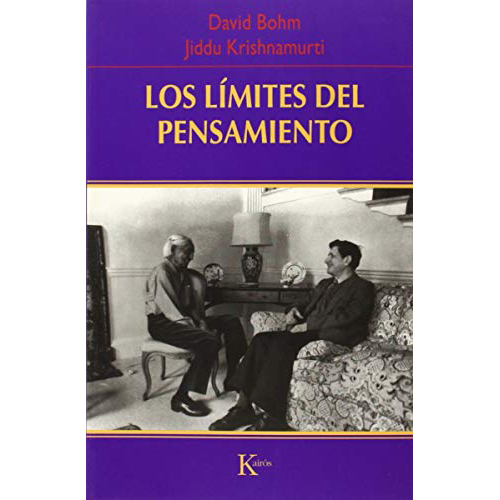 David Bohm
Jiddu Krishnamurti
LOS LÍMITES DEL
PENSAMIENTO
Kairós